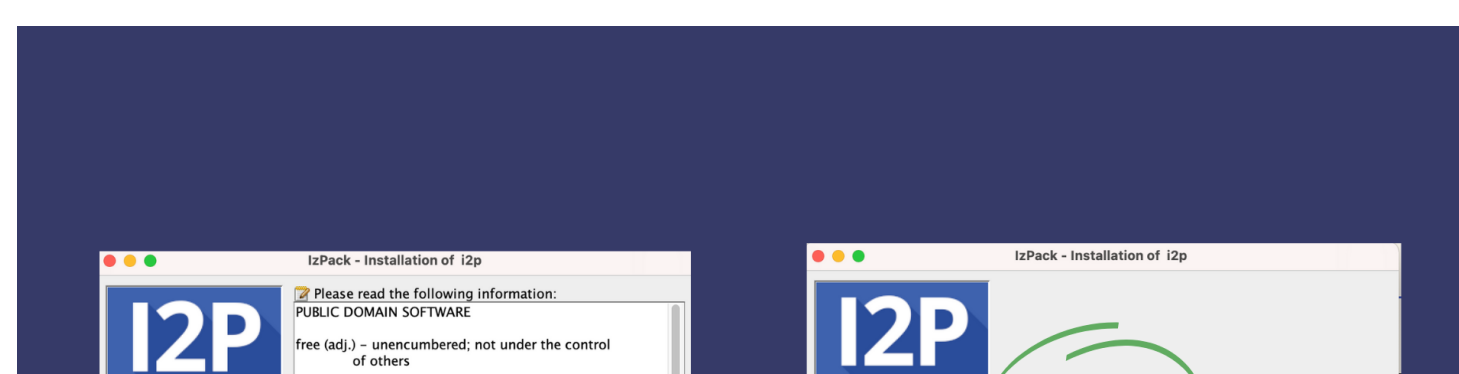 IzPack - Installation of i2p
I2P
Please read the following information:
PUBLIC DOMAIN SOFTWARE
free (adj.) – unencumbered; not under the control
of others
IzPack - Installation of i2p
I2P